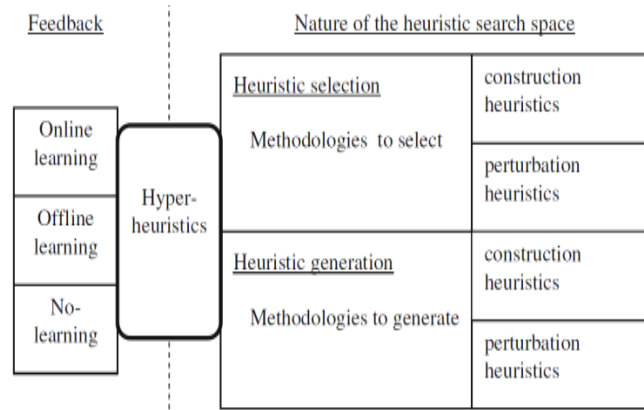 Feedback
Nature of the heuristic search space
Online
learning
Offline
learning
No-
learning
Hyper-
heuristics
Heuristic selection
Methodologies to select
construction
heuristics
perturbation
heuristics
Heuristic generation
Methodologies to generate
construction
heuristics
perturbation
heuristics